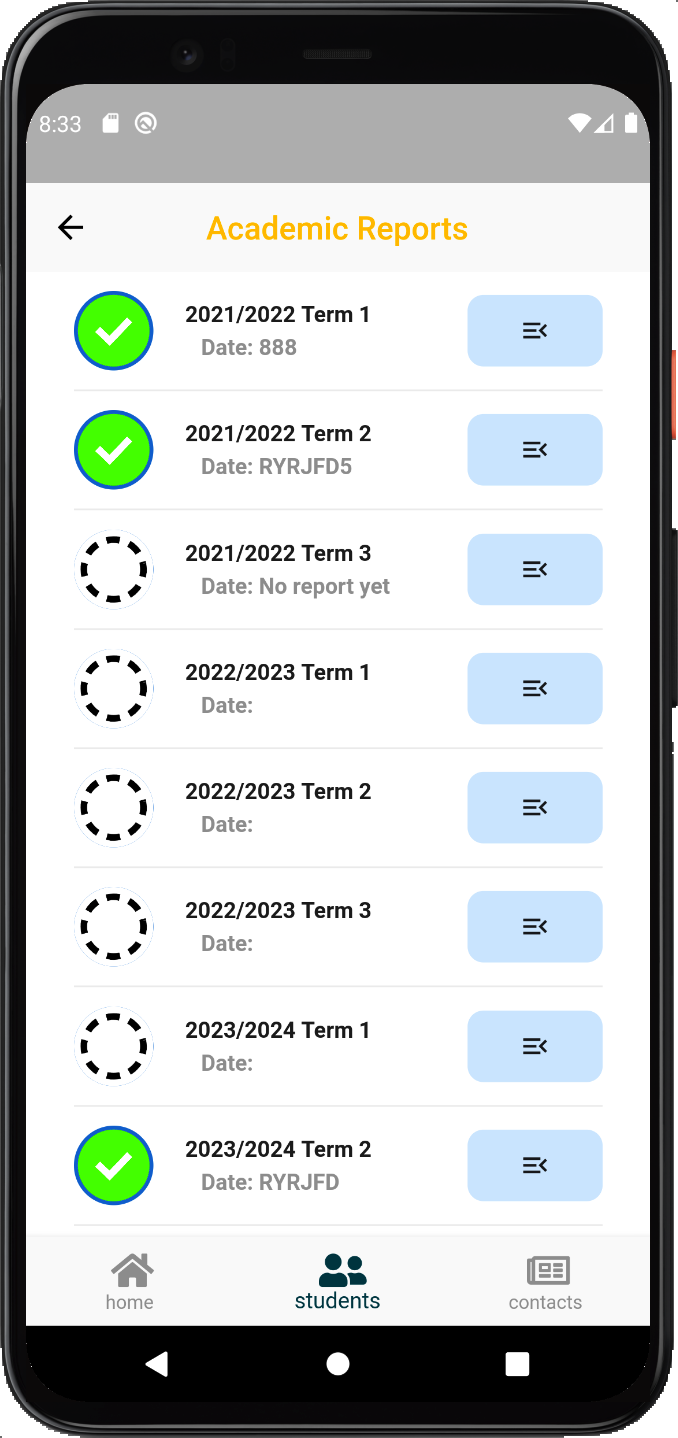 8:33
Academic Reports
2021/2022 Term 1
Date: 888
2021/2022 Term 2
Date: RYRJFD5
2021/2022 Term 3
Date: No report yet
2022/2023 Term 1
Date:
2022/2023 Term 2
Date:
2022/2023 Term 3
Date:
2023/2024 Term 1
Date:
2023/2024 Term 2
Date: RYRJFD
home
students
contacts